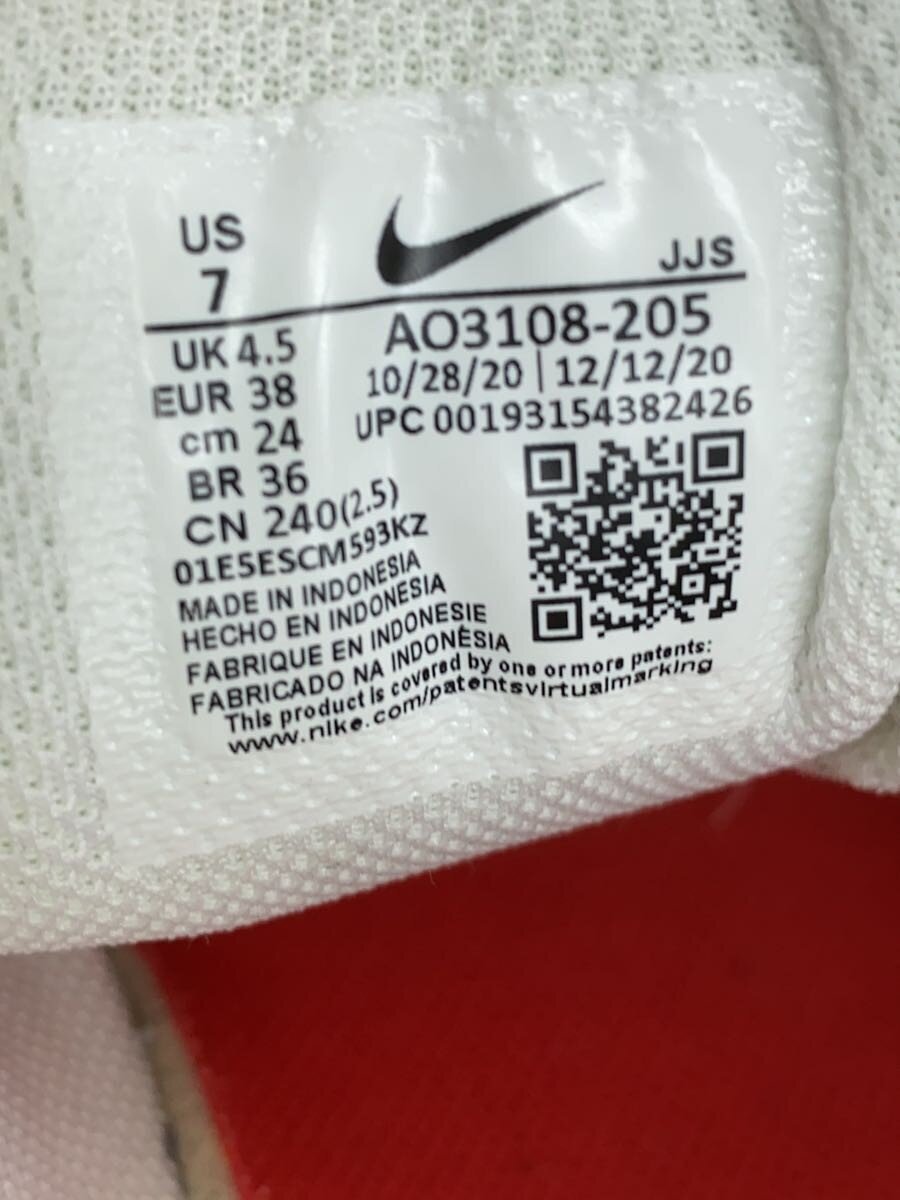 US
7
JJS
UK 4.5
EUR 38
cm 24
BR 36
CN 240(2.5)
AO3108-205
10/28/20 | 12/12/20
UPC 00193154382426
01E5ESCM593KZ
MADE IN INDONESIA
HECHO EN INDONESIA
FABRIQUE EN INDONESIE
FABRICADO NA INDONÉSIA
This product is covered by one or more patents:
www.nike.com/patentsvirtualmarking